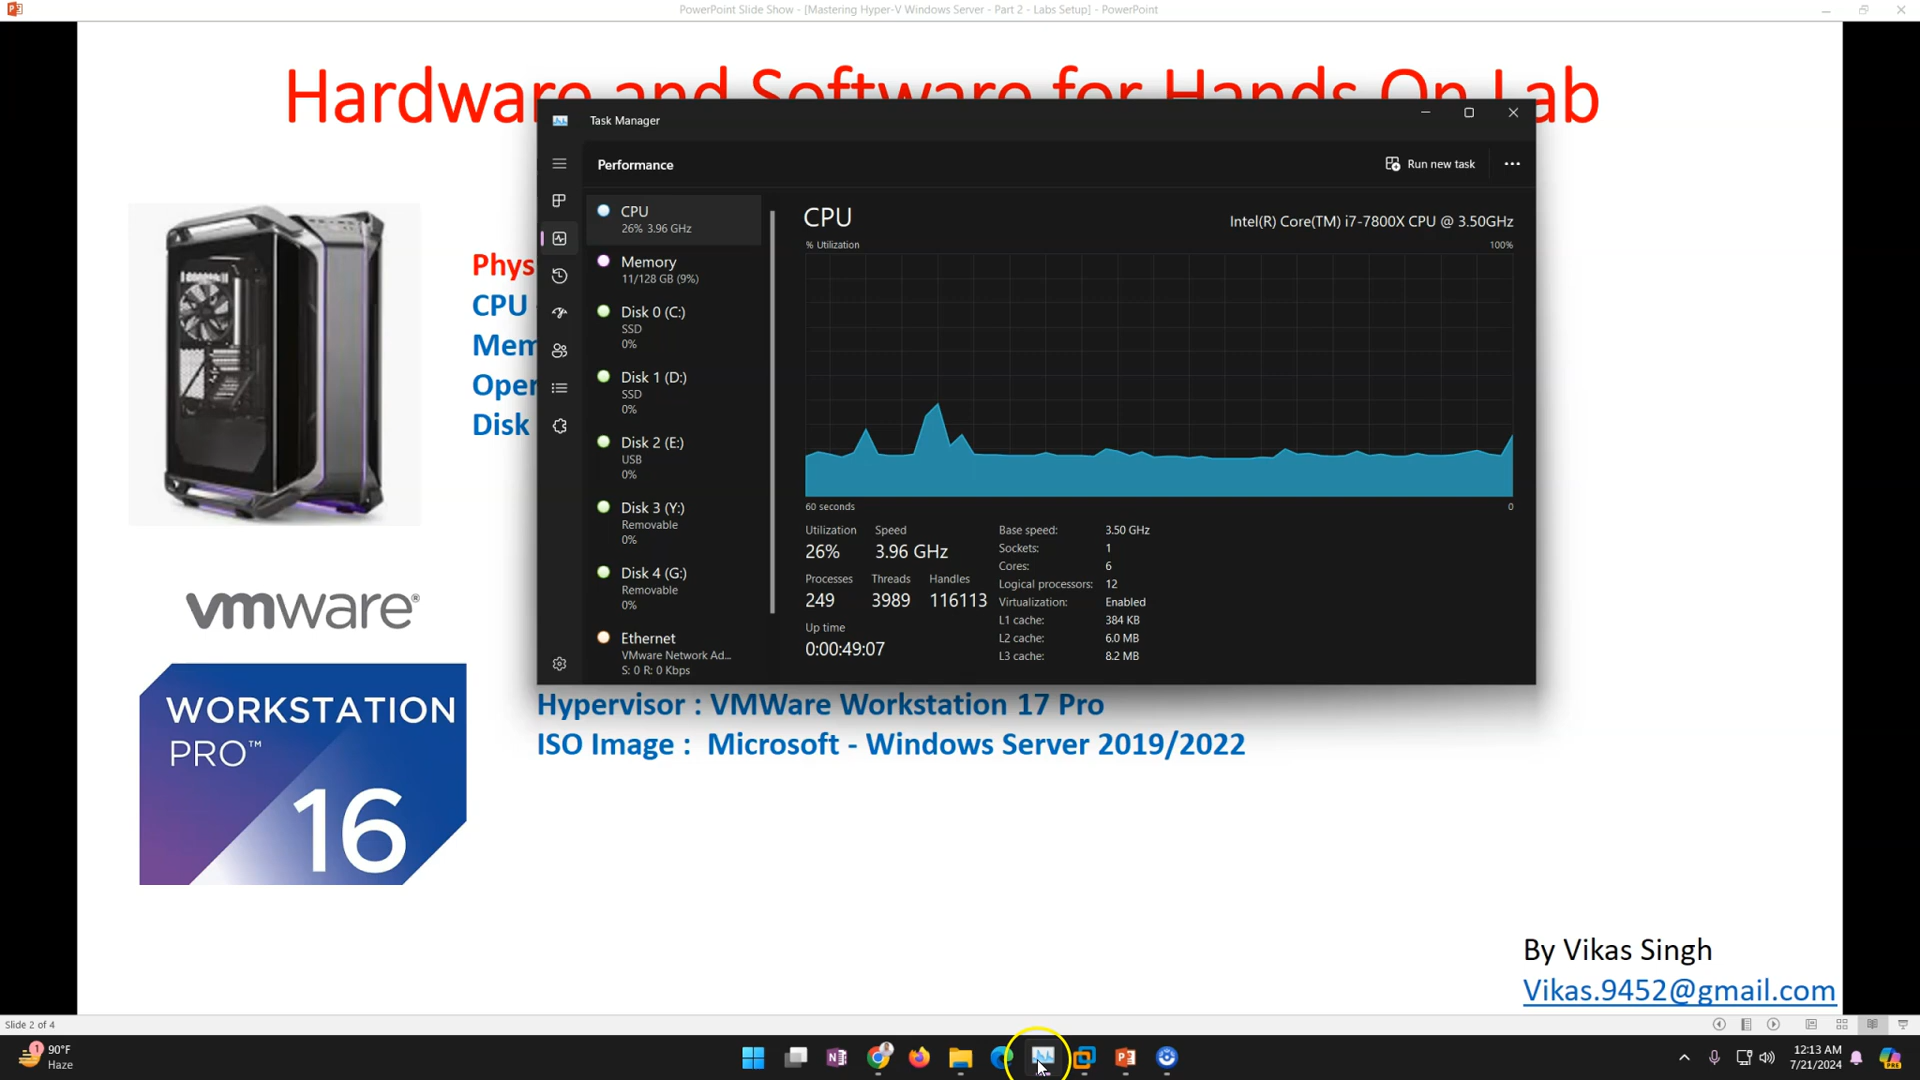 PowerPoint Slide Show - [Mastering Hyper-V Windows Server - Part 2 - Labs Setup] - PowerPoint
Hardware and Software for Hands On Lab
Task Manager
Performance
Run new task
CPU
26% 3.96 GHz
Memory
11/128 GB (9%)
Disk 0 (C:)
SSD
0%
Disk 1 (D:)
SSD
0%
Disk 2 (E:)
USB
0%
Disk 3 (Y:)
Removable
0%
Disk 4 (G:)
Removable
0%
Ethernet
VMware Network Ad...
S: 0 R: 0 Kbps
CPU
Intel(R) Core(TM) i7-7800X CPU @ 3.50GHz
% Utilization
100%
60 seconds
0
Utilization
26%
Speed
3.96 GHz
Processes
249
Threads
3989
Handles
116113
Up time
0:00:49:07
Base speed: 3.50 GHz
Sockets: 1
Cores: 6
Logical processors: 12
Virtualization: Enabled
L1 cache: 384 KB
L2 cache: 6.0 MB
L3 cache: 8.2 MB
Phys
CPU
Mem
Oper
Disk
vmware®
WORKSTATION
PRO™
16
Hypervisor : VMWare Workstation 17 Pro
ISO Image : Microsoft - Windows Server 2019/2022
By Vikas Singh
Vikas.9452@gmail.com
Slide 2 of 4
1
90°F
Haze
12:13 AM
7/21/2024